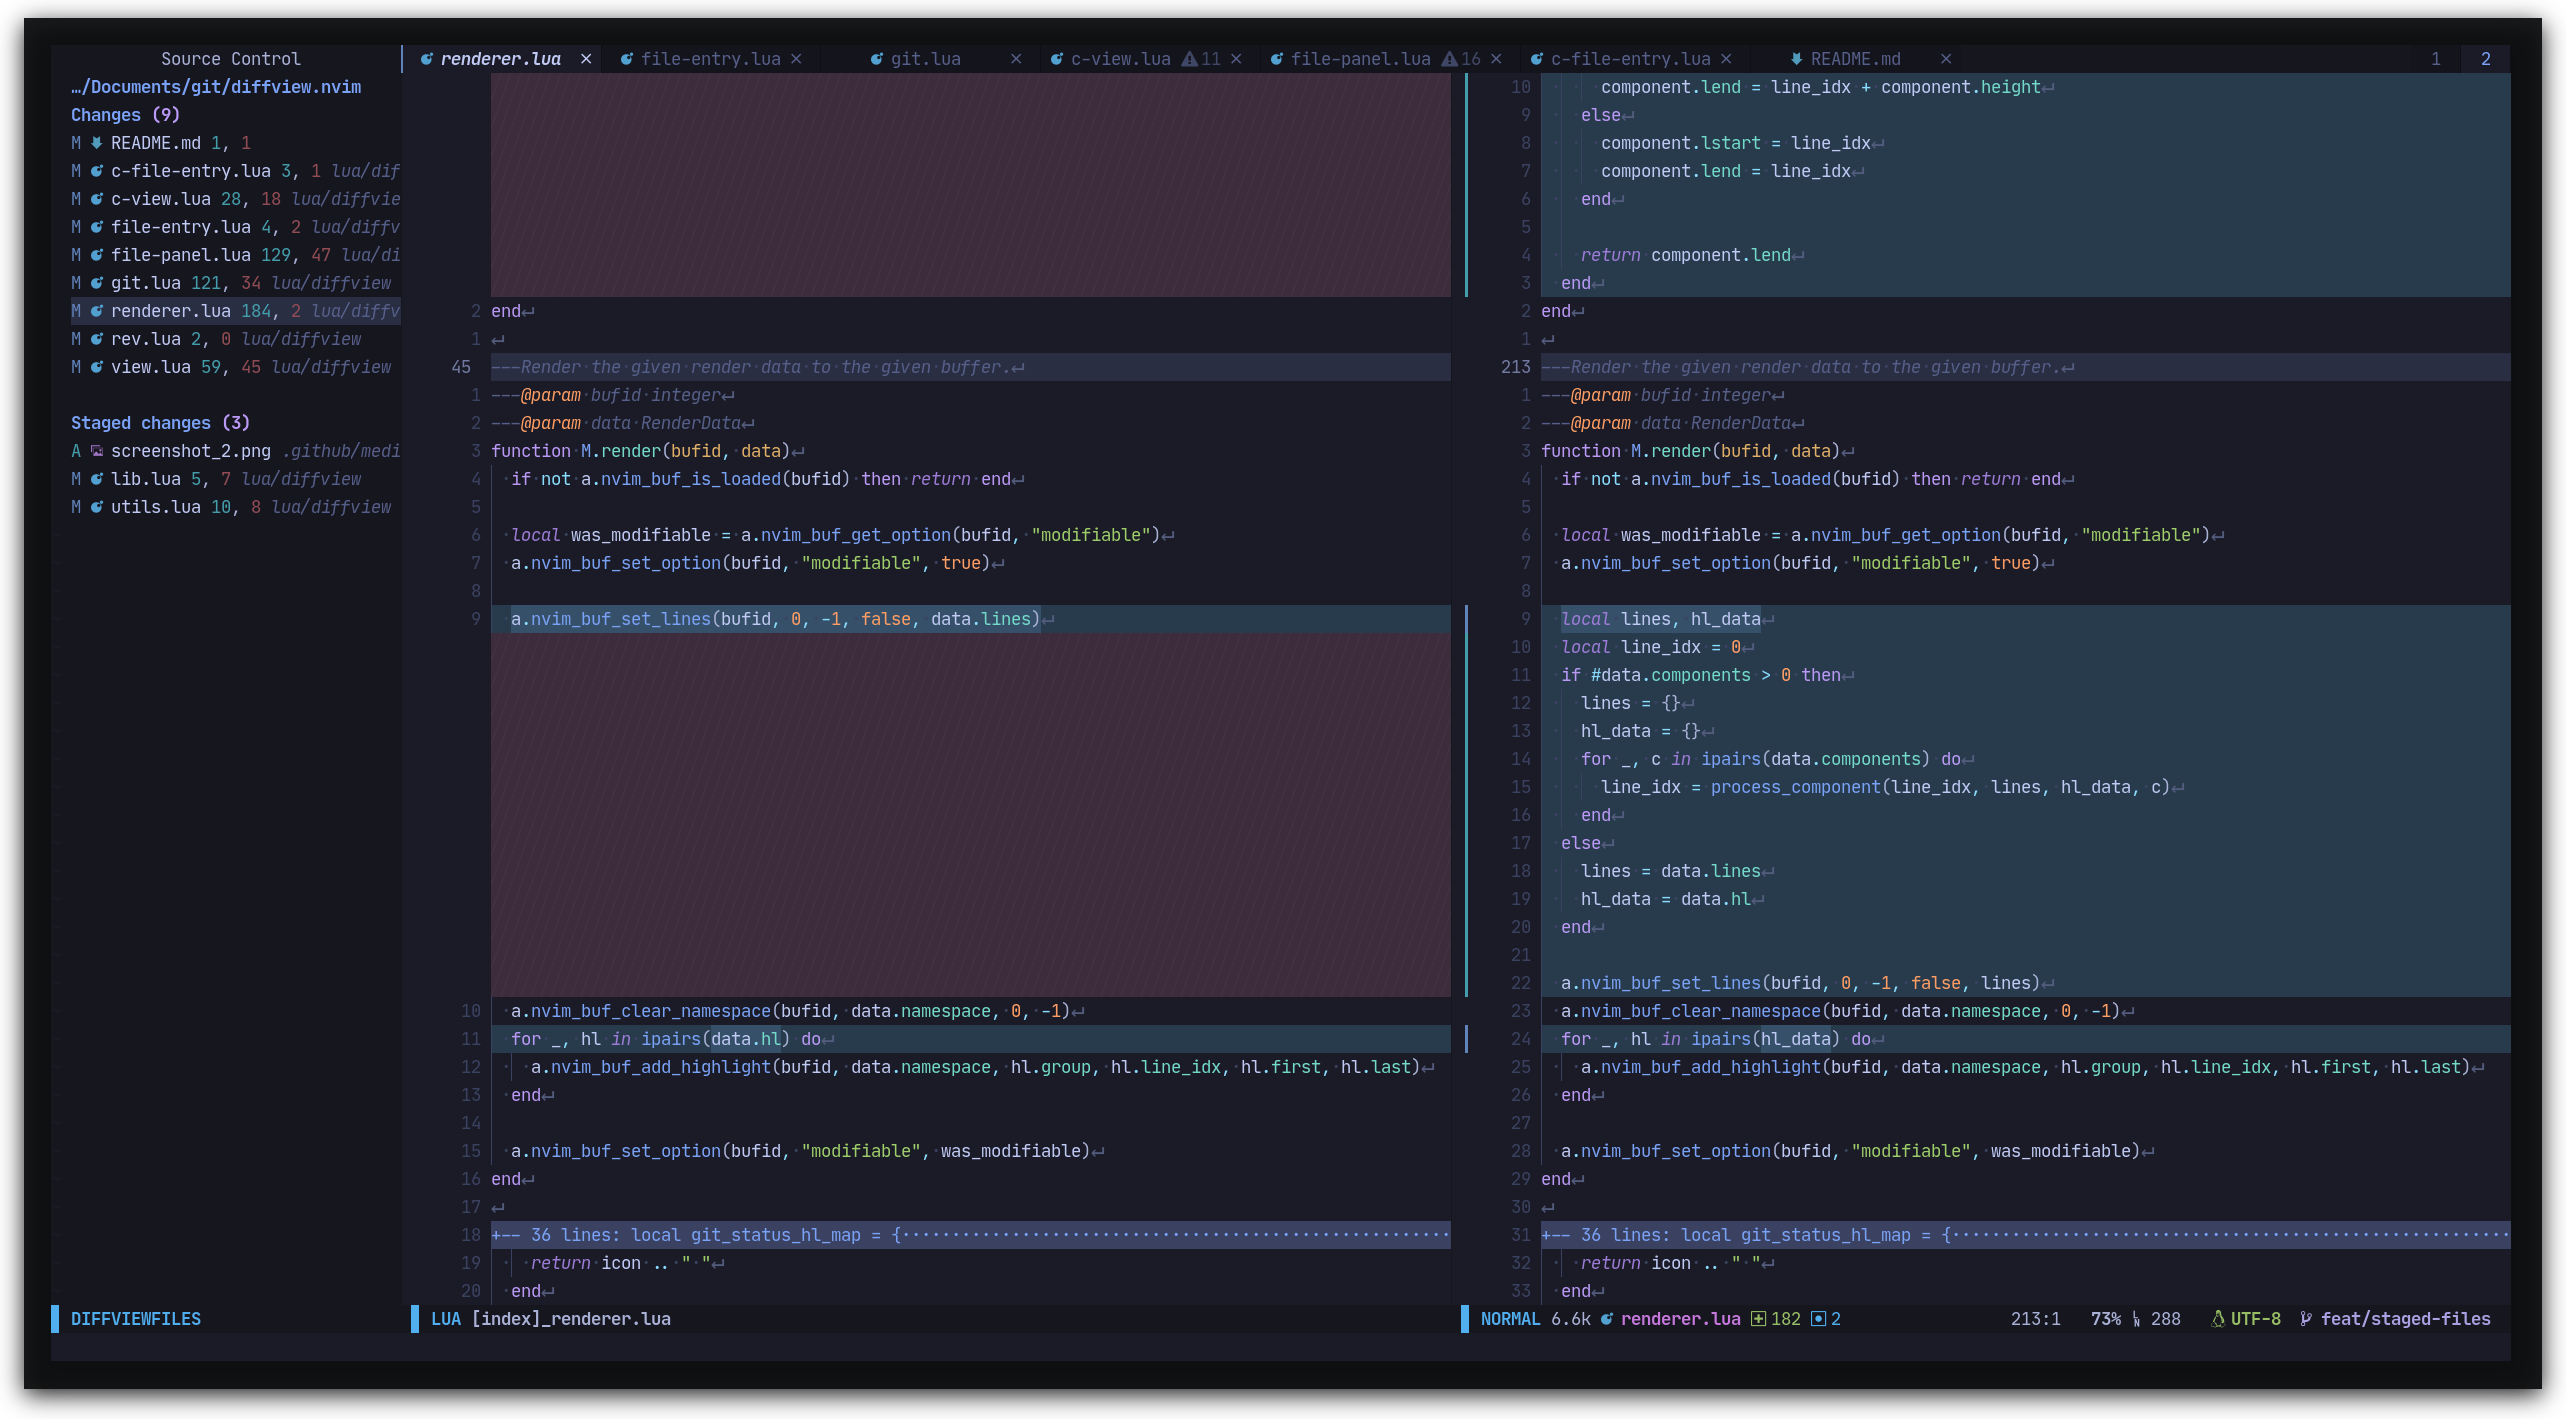 Source Control
…/Documents/git/diffview.nvim
Changes (9)
M README.md 1, 1
M c-file-entry.lua 3, 1 lua/diff
M c-view.lua 28, 18 lua/diffvie
M file-entry.lua 4, 2 lua/diffv
M file-panel.lua 129, 47 lua/di
M git.lua 121, 34 lua/diffview
M renderer.lua 184, 2 lua/diffv
M rev.lua 2, 0 lua/diffview
M view.lua 59, 45 lua/diffview
Staged changes (3)
A screenshot_2.png .github/medi
M lib.lua 5, 7 lua/diffview
M utils.lua 10, 8 lua/diffview
DIFFVIEWFILES
renderer.lua × file-entry.lua × git.lua × c-view.lua 11 × file-panel.lua 16 × c-file-entry.lua × README.md × 1 2
2 end↵
1 ↵
45 ---Render·the·given·render·data·to·the·given·buffer.↵
1 ---@param·bufid·integer↵
2 ---@param·data·RenderData↵
3 function·M.render(bufid,·data)↵
4 ·if·not·a.nvim_buf_is_loaded(bufid)·then·return·end↵
5
6 ·local·was_modifiable·=·a.nvim_buf_get_option(bufid,·"modifiable")↵
7 ·a.nvim_buf_set_option(bufid,·"modifiable",·true)↵
8
9 ·a.nvim_buf_set_lines(bufid,·0,·-1,·false,·data.lines)↵
10 ·a.nvim_buf_clear_namespace(bufid,·data.namespace,·0,·-1)↵
11 ·for·_,·hl·in·ipairs(data.hl)·do↵
12 ··a.nvim_buf_add_highlight(bufid,·data.namespace,·hl.group,·hl.line_idx,·hl.first,·hl.last)↵
13 ·end↵
14
15 ·a.nvim_buf_set_option(bufid,·"modifiable",·was_modifiable)↵
16 end↵
17 ↵
18 +-- 36 lines: local git_status_hl_map = {····················································
19 ··return·icon·..·"·"↵
20 ·end↵
LUA [index]_renderer.lua
10 component.lend·=·line_idx·+·component.height↵
9 else↵
8 component.lstart·=·line_idx↵
7 component.lend·=·line_idx↵
6 end↵
5
4 return·component.lend↵
3 end↵
2 end↵
1 ↵
213 ---Render·the·given·render·data·to·the·given·buffer.↵
1 ---@param·bufid·integer↵
2 ---@param·data·RenderData↵
3 function·M.render(bufid,·data)↵
4 ·if·not·a.nvim_buf_is_loaded(bufid)·then·return·end↵
5
6 ·local·was_modifiable·=·a.nvim_buf_get_option(bufid,·"modifiable")↵
7 ·a.nvim_buf_set_option(bufid,·"modifiable",·true)↵
8
9 ·local·lines,·hl_data↵
10 ·local·line_idx·=·0↵
11 ·if·#data.components·>·0·then↵
12 ··lines·=·{}↵
13 ··hl_data·=·{}↵
14 ··for·_,·c·in·ipairs(data.components)·do↵
15 ···line_idx·=·process_component(line_idx,·lines,·hl_data,·c)↵
16 ··end↵
17 ·else↵
18 ··lines·=·data.lines↵
19 ··hl_data·=·data.hl↵
20 ·end↵
21
22 ·a.nvim_buf_set_lines(bufid,·0,·-1,·false,·lines)↵
23 ·a.nvim_buf_clear_namespace(bufid,·data.namespace,·0,·-1)↵
24 ·for·_,·hl·in·ipairs(hl_data)·do↵
25 ··a.nvim_buf_add_highlight(bufid,·data.namespace,·hl.group,·hl.line_idx,·hl.first,·hl.last)↵
26 ·end↵
27
28 ·a.nvim_buf_set_option(bufid,·"modifiable",·was_modifiable)↵
29 end↵
30 ↵
31 +-- 36 lines: local git_status_hl_map = {····················································
32 ··return·icon·..·"·"↵
33 ·end↵
NORMAL 6.6k renderer.lua 182 2 213:1 73% LN 288 UTF-8 feat/staged-files